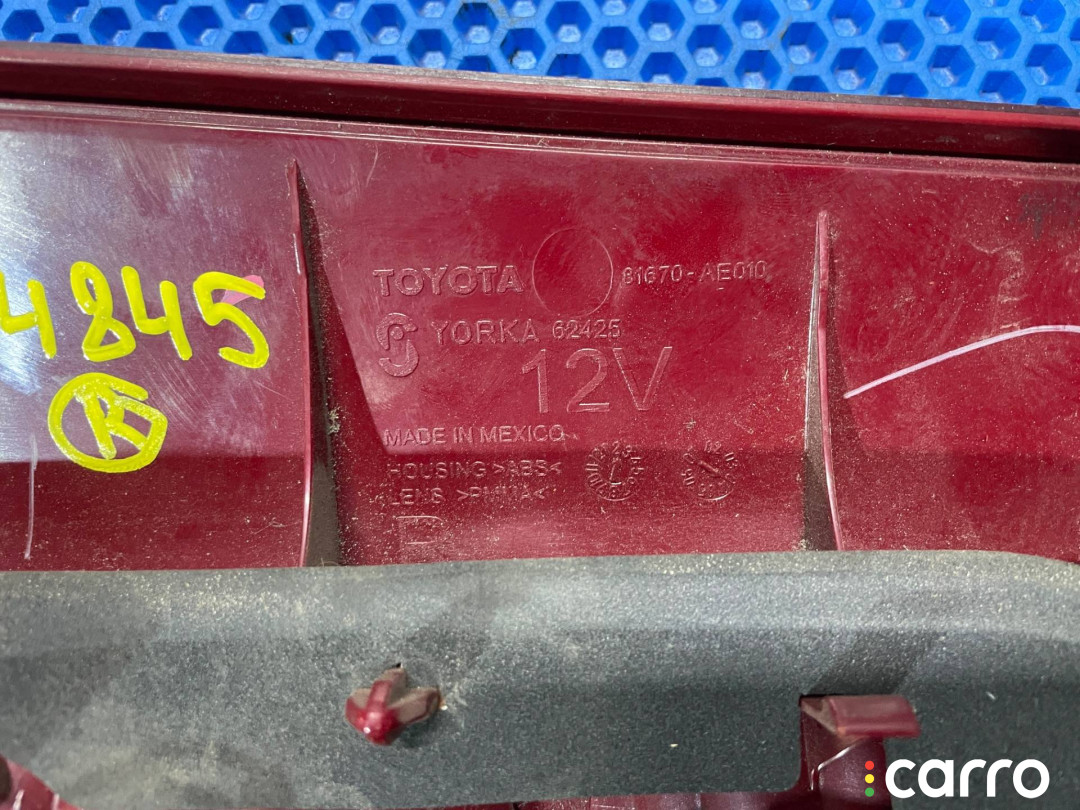 TOYOTA 81670-AE010
YORKA 62425
12V
MADE IN MEXICO
HOUSING >ABS<
LENS >PMMA<
R
4845
R
carro